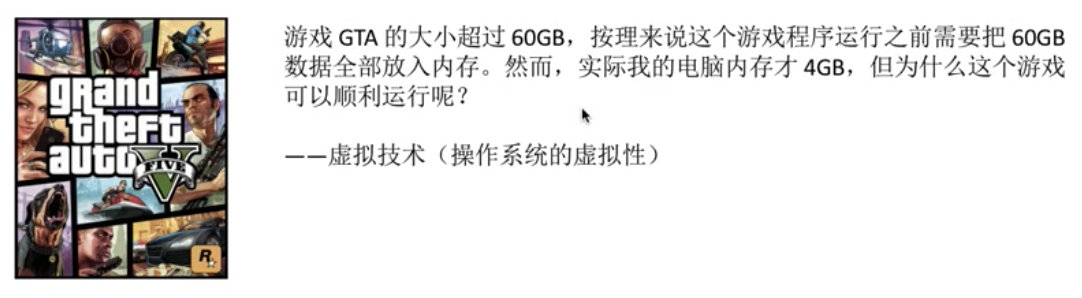 grand
theft
auto
FIVE
R
游戏 GTA 的大小超过 60GB，按理来说这个游戏程序运行之前需要把 60GB
数据全部放入内存。然而，实际我的电脑内存才 4GB，但为什么这个游戏
可以顺利运行呢？
——虚拟技术（操作系统的虚拟性）